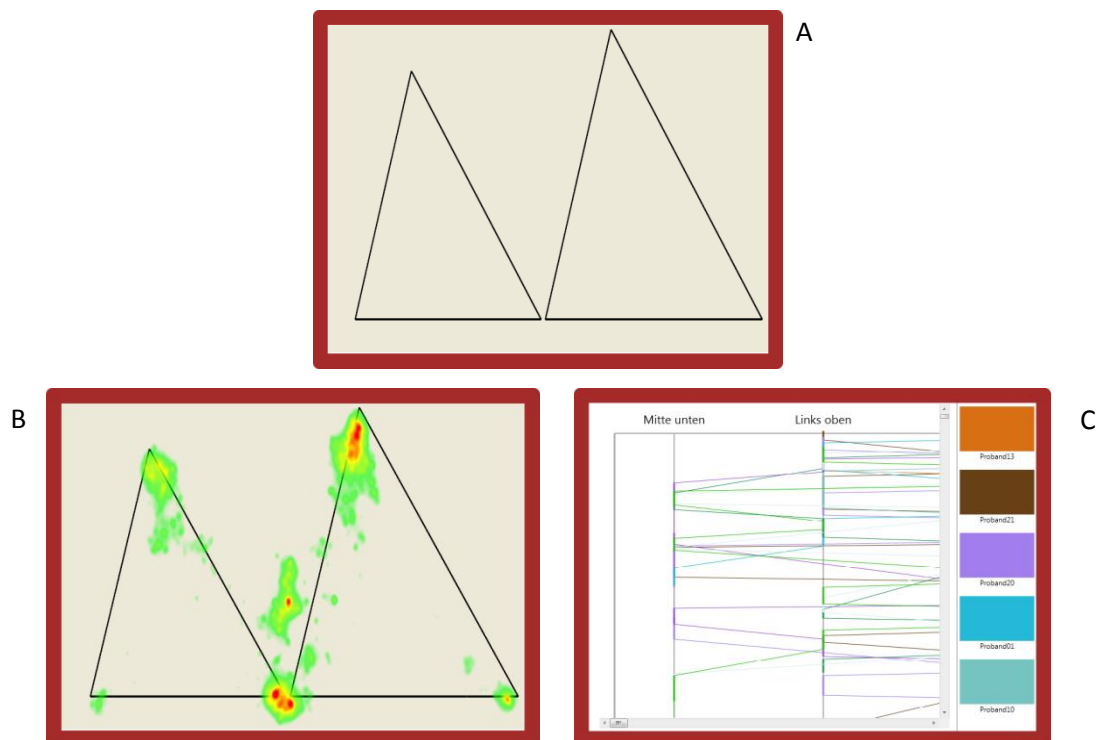 A
B
C
Mitte unten
Links oben
Proband13
Proband21
Proband20
Proband01
Proband10